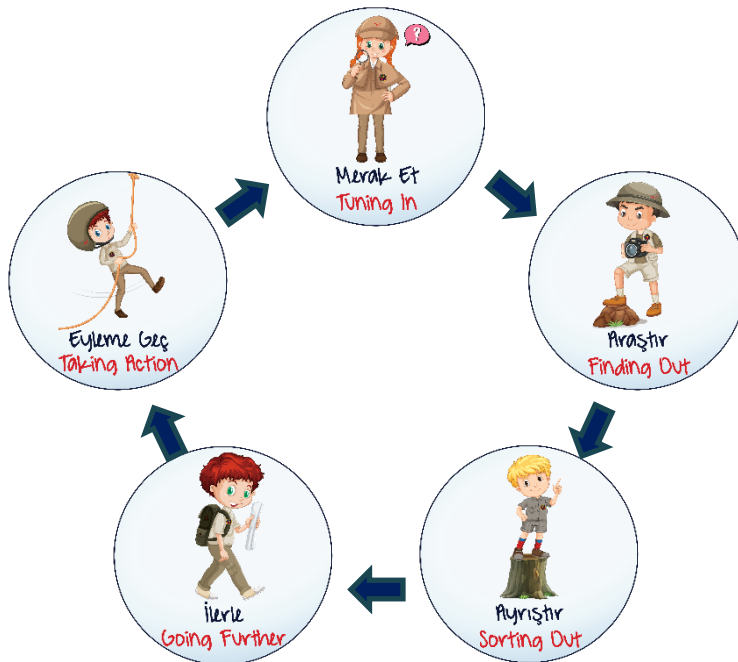 ?
Merak Et
Tuning In
Araştır
Finding Out
Ayrıştır
Sorting Out
İlerle
Going Further
Eyleme Geç
Taking Action